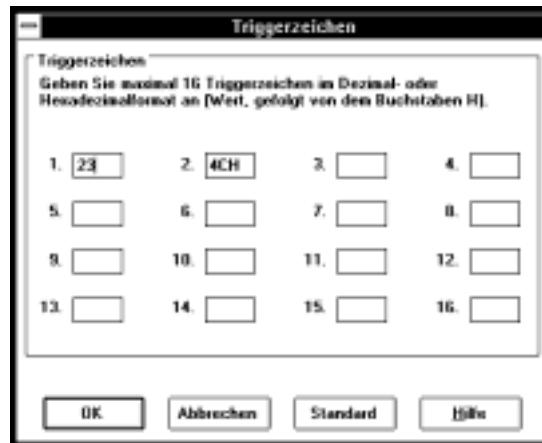 Triggerzeichen
Triggerzeichen
Geben Sie maximal 16 Triggerzeichen im Dezimal- oder
Hexadezimalformat an (Wert, gefolgt von dem Buchstaben H).
1. 23 2. 4CH 3. 4.
5. 6. 7. 8.
9. 10. 11. 12.
13. 14. 15. 16.
OK Abbrechen Standard Hilfe